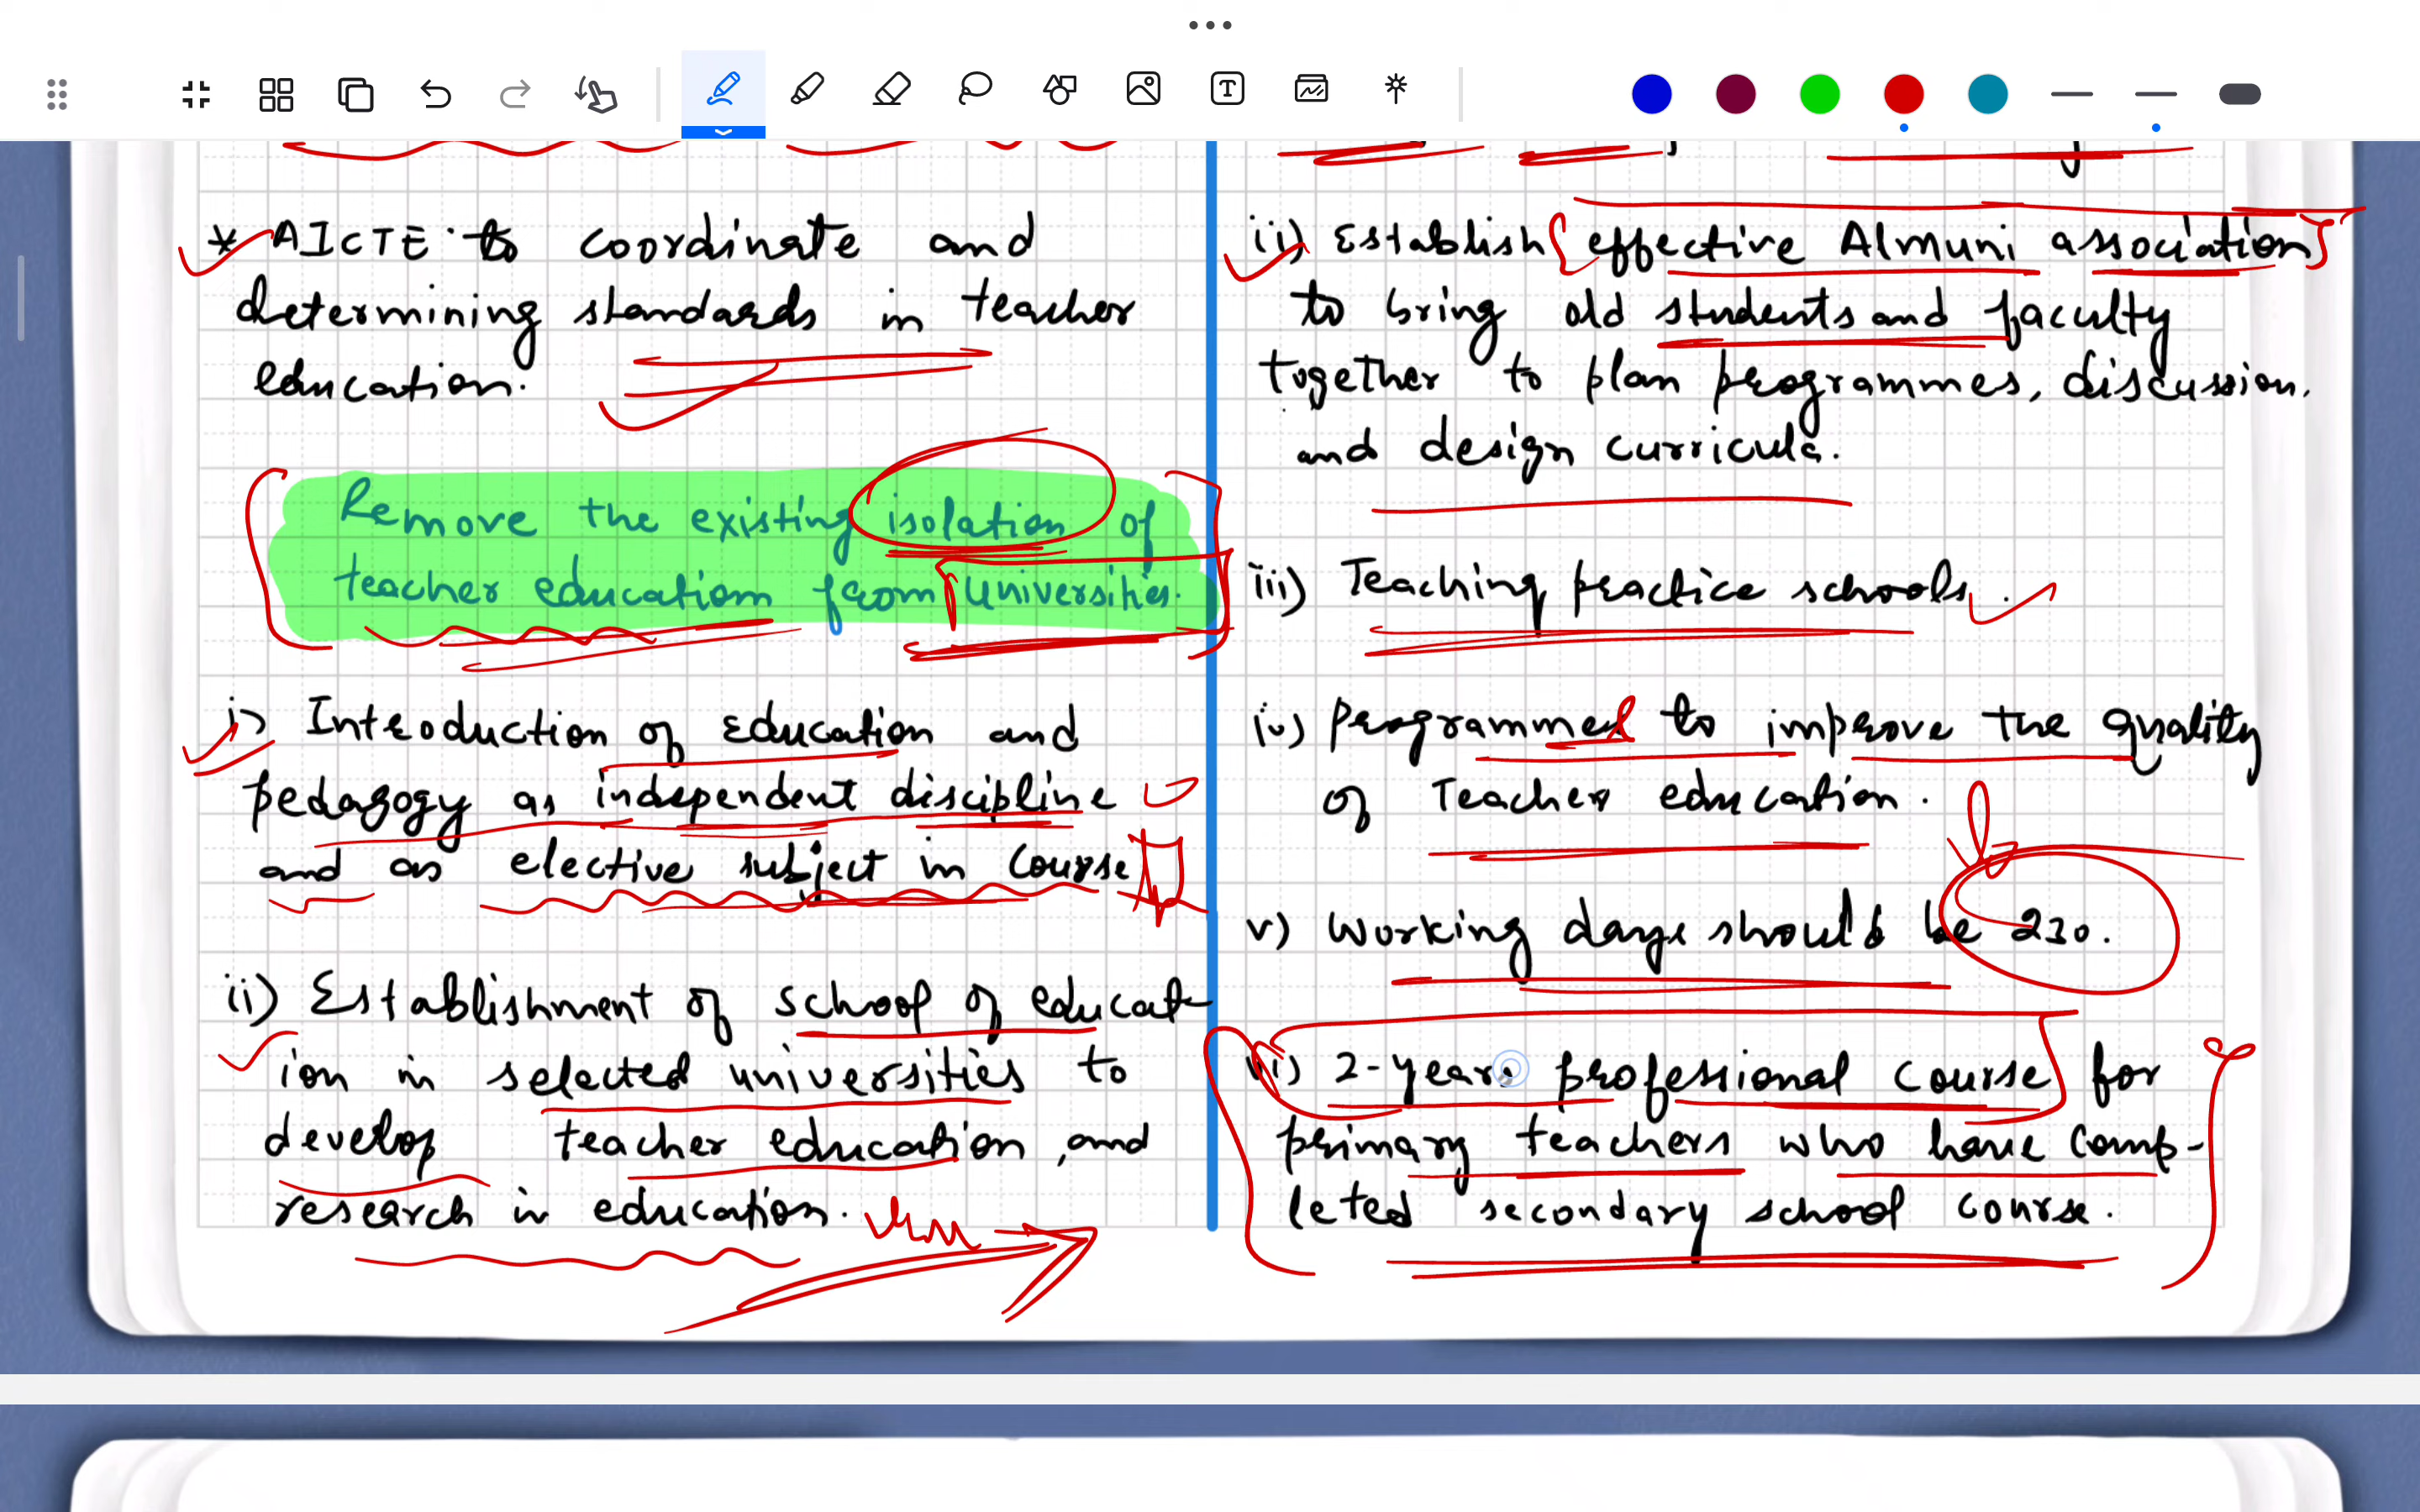 * AICTE to coordinate and
determining standards in teacher
education.
Remove the existing isolation of
teacher education from universities.
i) Introduction of Education and
pedagogy as independent discipline
and as elective subject in course
ii) Establishment of school of educat-
ion in selected universities to
develop teacher education, and
research in education.
ii) Establish effective Almuni association
to bring old students and faculty
together to plan programmes, discussion.
and design curricula.
iii) Teaching practice schools.
iv) programmed to improve the quality
of Teacher education.
v) Working days should be 230.
vi) 2-years professional course for
primary teachers who have comp-
leted secondary school course.